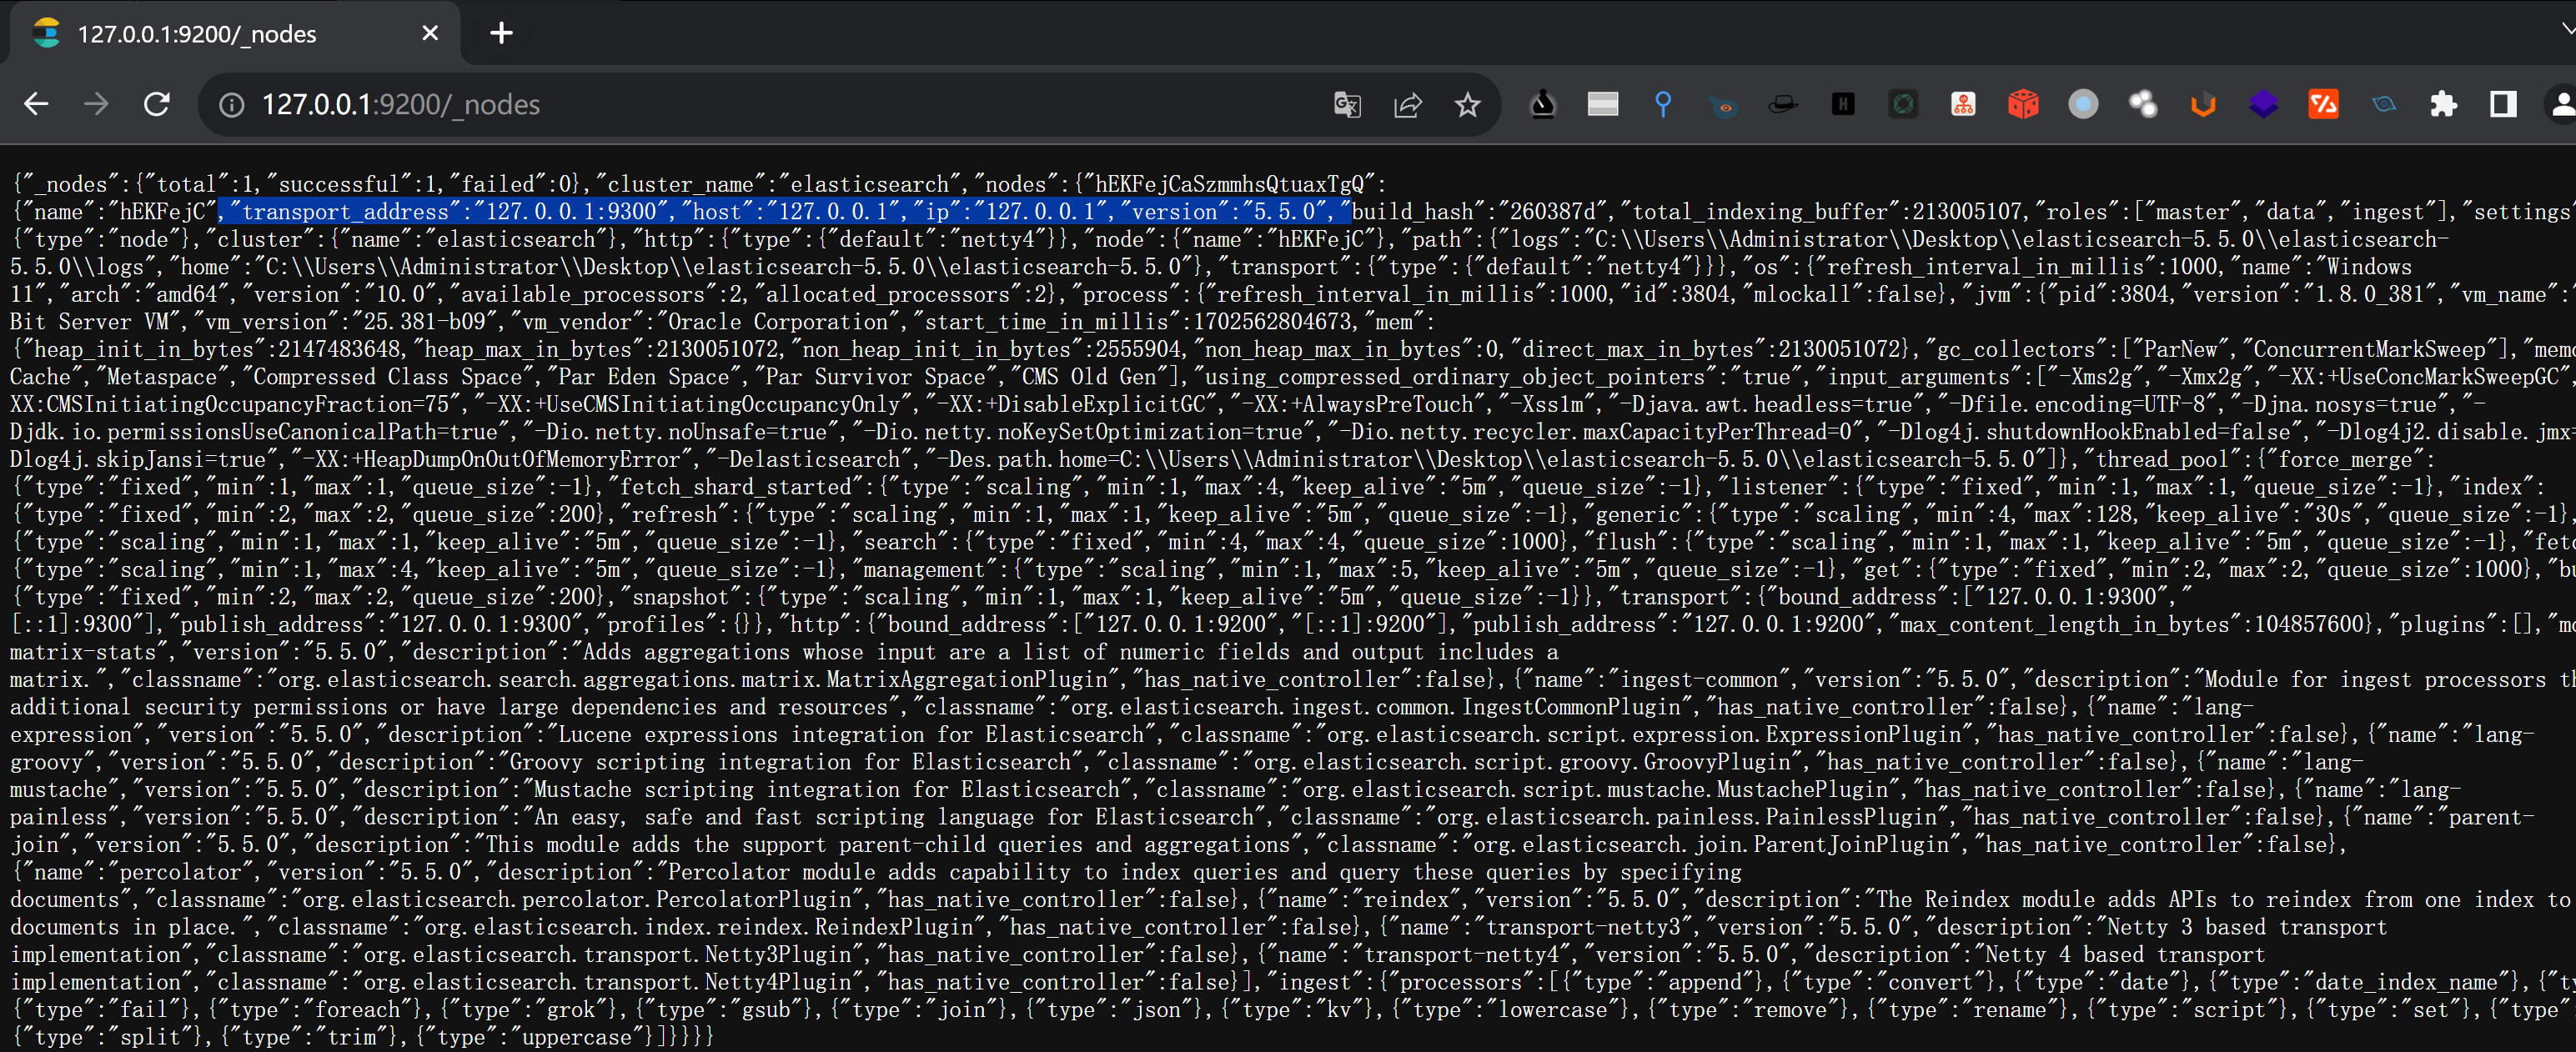 127.0.0.1:9200/_nodes
127.0.0.1:9200/_nodes
{"_nodes":{"total":1,"successful":1,"failed":0},"cluster_name":"elasticsearch","nodes":{"hEKFejCaSzmmhsQtuaxTgQ":
{"name":"hEKFejC","transport_address":"127.0.0.1:9300","host":"127.0.0.1","ip":"127.0.0.1","version":"5.5.0","build_hash":"260387d","total_indexing_buffer":213005107,"roles":["master","data","ingest"],"settings"
{"type":"node"},"cluster":{"name":"elasticsearch"},"http":{"type":{"default":"netty4"}},"node":{"name":"hEKFejC"},"path":{"logs":"C:\\Users\\Administrator\\Desktop\\elasticsearch-5.5.0\\elasticsearch-
5.5.0\\logs","home":"C:\\Users\\Administrator\\Desktop\\elasticsearch-5.5.0\\elasticsearch-5.5.0"},"transport":{"type":{"default":"netty4"}}},"os":{"refresh_interval_in_millis":1000,"name":"Windows
11","arch":"amd64","version":"10.0","available_processors":2,"allocated_processors":2},"process":{"refresh_interval_in_millis":1000,"id":3804,"mlockall":false},"jvm":{"pid":3804,"version":"1.8.0_381","vm_name":"
Bit Server VM","vm_version":"25.381-b09","vm_vendor":"Oracle Corporation","start_time_in_millis":1702562804673,"mem":
{"heap_init_in_bytes":2147483648,"heap_max_in_bytes":2130051072,"non_heap_init_in_bytes":2555904,"non_heap_max_in_bytes":0,"direct_max_in_bytes":2130051072},"gc_collectors":["ParNew","ConcurrentMarkSweep"],"memo
Cache","Metaspace","Compressed Class Space","Par Eden Space","Par Survivor Space","CMS Old Gen"],"using_compressed_ordinary_object_pointers":"true","input_arguments":["-Xms2g","-Xmx2g","-XX:+UseConcMarkSweepGC",
XX:CMSInitiatingOccupancyFraction=75","-XX:+UseCMSInitiatingOccupancyOnly","-XX:+DisableExplicitGC","-XX:+AlwaysPreTouch","-Xss1m","-Djava.awt.headless=true","-Dfile.encoding=UTF-8","-Djna.nosys=true","-
Djdk.io.permissionsUseCanonicalPath=true","-Dio.netty.noUnsafe=true","-Dio.netty.noKeySetOptimization=true","-Dio.netty.recycler.maxCapacityPerThread=0","-Dlog4j.shutdownHookEnabled=false","-Dlog4j2.disable.jmx=
Dlog4j.skipJansi=true","-XX:+HeapDumpOnOutOfMemoryError","-Delasticsearch","-Des.path.home=C:\\Users\\Administrator\\Desktop\\elasticsearch-5.5.0\\elasticsearch-5.5.0"]},"thread_pool":{"force_merge":
{"type":"fixed","min":1,"max":1,"queue_size":-1},"fetch_shard_started":{"type":"scaling","min":1,"max":4,"keep_alive":"5m","queue_size":-1},"listener":{"type":"fixed","min":1,"max":1,"queue_size":-1},"index":
{"type":"fixed","min":2,"max":2,"queue_size":200},"refresh":{"type":"scaling","min":1,"max":1,"keep_alive":"5m","queue_size":-1},"generic":{"type":"scaling","min":4,"max":128,"keep_alive":"30s","queue_size":-1},
{"type":"scaling","min":1,"max":1,"keep_alive":"5m","queue_size":-1},"search":{"type":"fixed","min":4,"max":4,"queue_size":1000},"flush":{"type":"scaling","min":1,"max":1,"keep_alive":"5m","queue_size":-1},"fetc
{"type":"scaling","min":1,"max":4,"keep_alive":"5m","queue_size":-1},"management":{"type":"scaling","min":1,"max":5,"keep_alive":"5m","queue_size":-1},"get":{"type":"fixed","min":2,"max":2,"queue_size":1000},"bu
{"type":"fixed","min":2,"max":2,"queue_size":200},"snapshot":{"type":"scaling","min":1,"max":1,"keep_alive":"5m","queue_size":-1}},"transport":{"bound_address":["127.0.0.1:9300","
[::1]:9300"],"publish_address":"127.0.0.1:9300","profiles":{}},"http":{"bound_address":["127.0.0.1:9200","[::1]:9200"],"publish_address":"127.0.0.1:9200","max_content_length_in_bytes":104857600},"plugins":[],"mo
matrix-stats","version":"5.5.0","description":"Adds aggregations whose input are a list of numeric fields and output includes a
matrix.","classname":"org.elasticsearch.search.aggregations.matrix.MatrixAggregationPlugin","has_native_controller":false},{"name":"ingest-common","version":"5.5.0","description":"Module for ingest processors th
additional security permissions or have large dependencies and resources","classname":"org.elasticsearch.ingest.common.IngestCommonPlugin","has_native_controller":false},{"name":"lang-
expression","version":"5.5.0","description":"Lucene expressions integration for Elasticsearch","classname":"org.elasticsearch.script.expression.ExpressionPlugin","has_native_controller":false},{"name":"lang-
groovy","version":"5.5.0","description":"Groovy scripting integration for Elasticsearch","classname":"org.elasticsearch.script.groovy.GroovyPlugin","has_native_controller":false},{"name":"lang-
mustache","version":"5.5.0","description":"Mustache scripting integration for Elasticsearch","classname":"org.elasticsearch.script.mustache.MustachePlugin","has_native_controller":false},{"name":"lang-
painless","version":"5.5.0","description":"An easy, safe and fast scripting language for Elasticsearch","classname":"org.elasticsearch.painless.PainlessPlugin","has_native_controller":false},{"name":"parent-
join","version":"5.5.0","description":"This module adds the support parent-child queries and aggregations","classname":"org.elasticsearch.join.ParentJoinPlugin","has_native_controller":false},
{"name":"percolator","version":"5.5.0","description":"Percolator module adds capability to index queries and query these queries by specifying
documents","classname":"org.elasticsearch.percolator.PercolatorPlugin","has_native_controller":false},{"name":"reindex","version":"5.5.0","description":"The Reindex module adds APIs to reindex from one index to
documents in place.","classname":"org.elasticsearch.index.reindex.ReindexPlugin","has_native_controller":false},{"name":"transport-netty3","version":"5.5.0","description":"Netty 3 based transport
implementation","classname":"org.elasticsearch.transport.Netty3Plugin","has_native_controller":false},{"name":"transport-netty4","version":"5.5.0","description":"Netty 4 based transport
implementation","classname":"org.elasticsearch.transport.Netty4Plugin","has_native_controller":false}],"ingest":{"processors":[{"type":"append"},{"type":"convert"},{"type":"date"},{"type":"date_index_name"},{"ty
{"type":"fail"},{"type":"foreach"},{"type":"grok"},{"type":"gsub"},{"type":"join"},{"type":"json"},{"type":"kv"},{"type":"lowercase"},{"type":"remove"},{"type":"rename"},{"type":"script"},{"type":"set"},{"type":
{"type":"split"},{"type":"trim"},{"type":"uppercase"}]}}}}